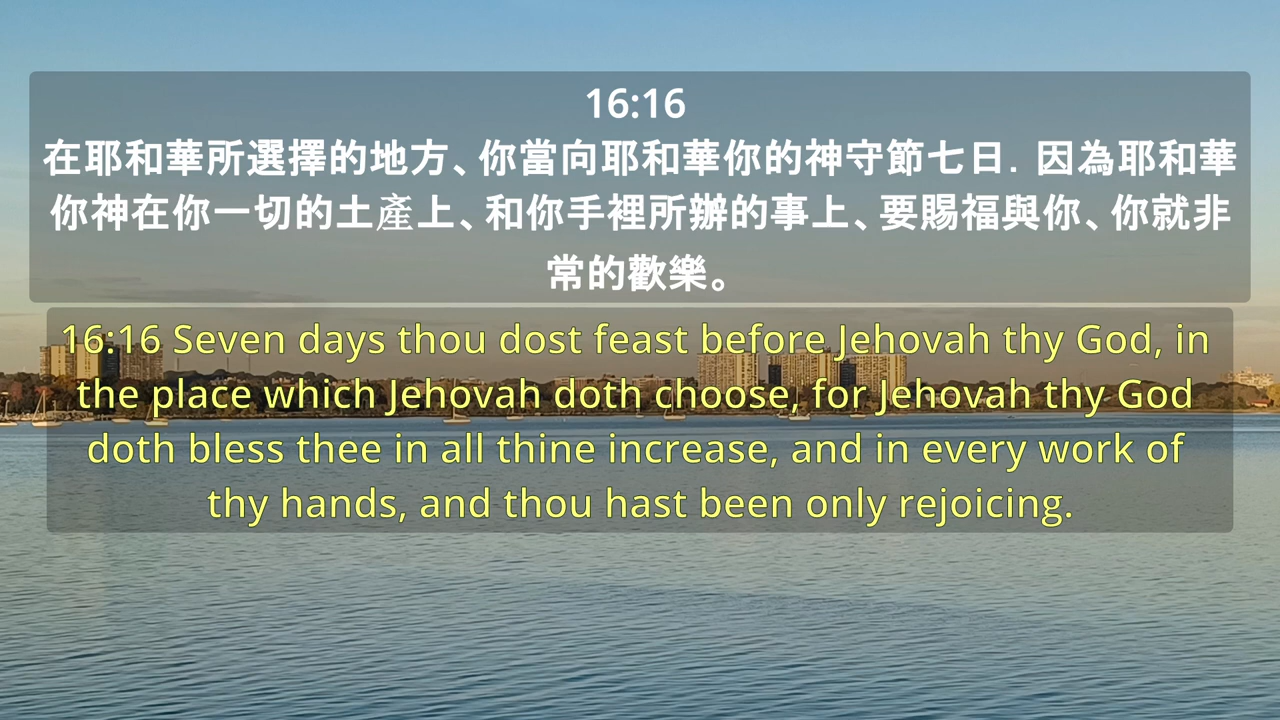 16:16
在耶和華所選擇的地方、你當向耶和華你的神守節七日．因為耶和華
你神在你一切的土產上、和你手裡所辦的事上、要賜福與你、你就非
常的歡樂。
16:16 Seven days thou dost feast before Jehovah thy God, in
the place which Jehovah doth choose, for Jehovah thy God
doth bless thee in all thine increase, and in every work of
thy hands, and thou hast been only rejoicing.